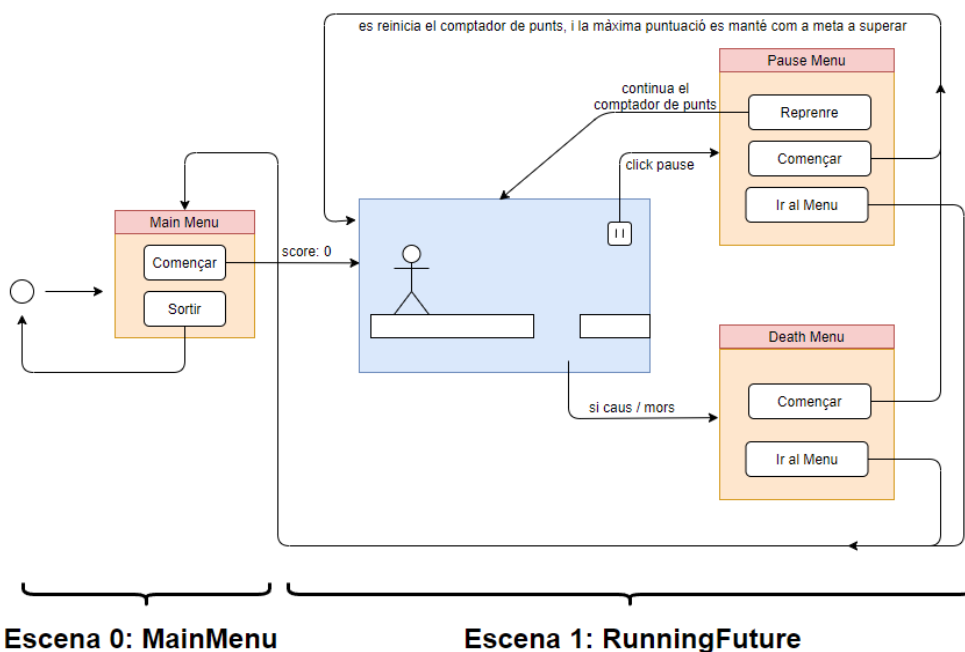 es reinicia el comptador de punts, i la màxima puntuació es manté com a meta a superar
Pause Menu
continua el
comptador de punts
Reprenre
Començar
click pause
Ir al Menu
Main Menu
Començar
score: 0
Sortir
Death Menu
Començar
si caus / mors
Ir al Menu
Escena 0: MainMenu
Escena 1: RunningFuture